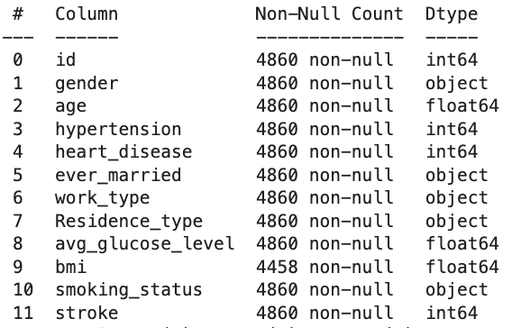 #   Column             Non-Null Count  Dtype
---  ------             --------------  -----
0   id                 4860 non-null   int64
1   gender             4860 non-null   object
2   age                4860 non-null   float64
3   hypertension       4860 non-null   int64
4   heart_disease      4860 non-null   int64
5   ever_married       4860 non-null   object
6   work_type          4860 non-null   object
7   Residence_type     4860 non-null   object
8   avg_glucose_level  4860 non-null   float64
9   bmi                4458 non-null   float64
10  smoking_status     4860 non-null   object
11  stroke             4860 non-null   int64